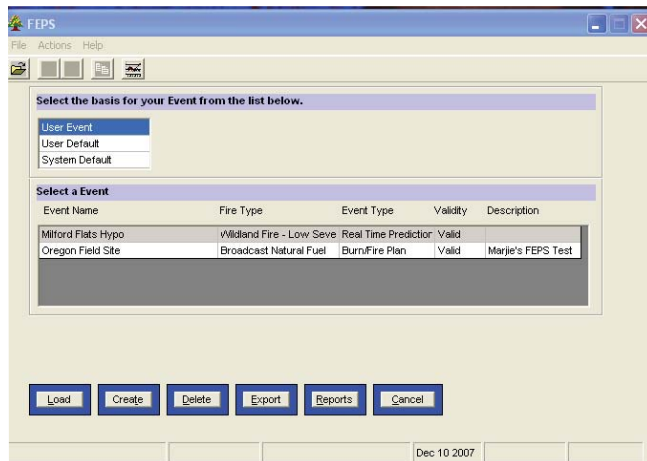 FEPS
File Actions Help
Select the basis for your Event from the list below.
User Event
User Default
System Default
Select a Event
Event Name Fire Type Event Type Validity Description
Milford Flats Hypo Wildland Fire - Low Seve Real Time Prediction Valid
Oregon Field Site Broadcast Natural Fuel Burn/Fire Plan Valid Marjie's FEPS Test
Load Create Delete Export Reports Cancel
Dec 10 2007